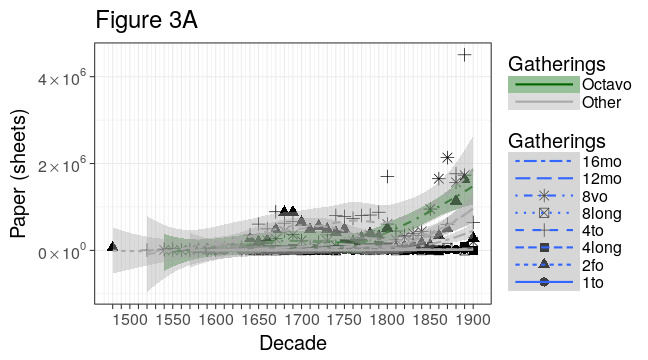 Figure 3A
Paper (sheets)
4×10⁶
2×10⁶
0×10⁰
1500 1550 1600 1650 1700 1750 1800 1850 1900
Decade
Gatherings
Octavo
Other
Gatherings
16mo
12mo
8vo
8long
4to
4long
2fo
1to